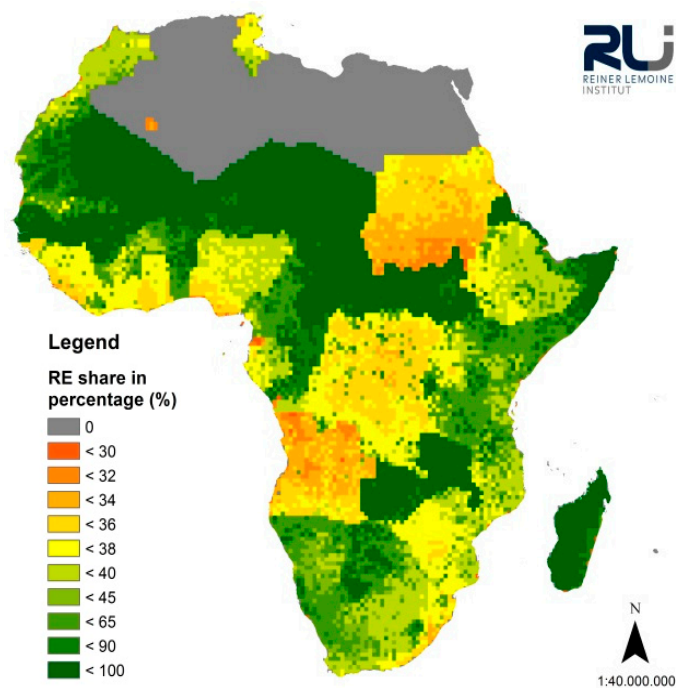 RLI
REINER LEMOINE
INSTITUT
Legend
RE share in
percentage (%)
0
< 30
< 32
< 34
< 36
< 38
< 40
< 45
< 65
< 90
< 100
N
1:40.000.000